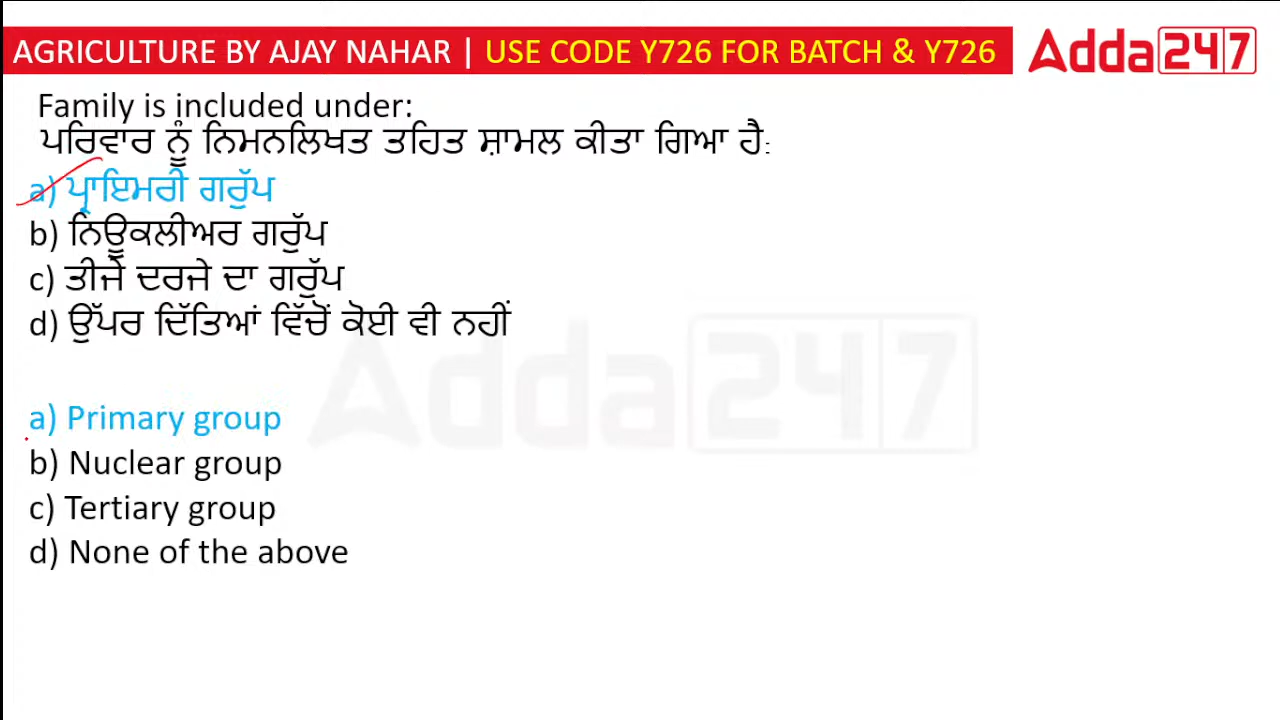 AGRICULTURE BY AJAY NAHAR | USE CODE Y726 FOR BATCH & Y726
Adda247
Family is included under:
ਪਰਿਵਾਰ ਨੂੰ ਨਿਮਨਲਿਖਤ ਤਹਿਤ ਸ਼ਾਮਲ ਕੀਤਾ ਗਿਆ ਹੈ:
a) ਪ੍ਰਾਇਮਰੀ ਗਰੁੱਪ
b) ਨਿਊਕਲੀਅਰ ਗਰੁੱਪ
c) ਤੀਜੇ ਦਰਜੇ ਦਾ ਗਰੁੱਪ
d) ਉੱਪਰ ਦਿੱਤਿਆਂ ਵਿੱਚੋਂ ਕੋਈ ਵੀ ਨਹੀਂ
Adda247
a) Primary group
b) Nuclear group
c) Tertiary group
d) None of the above